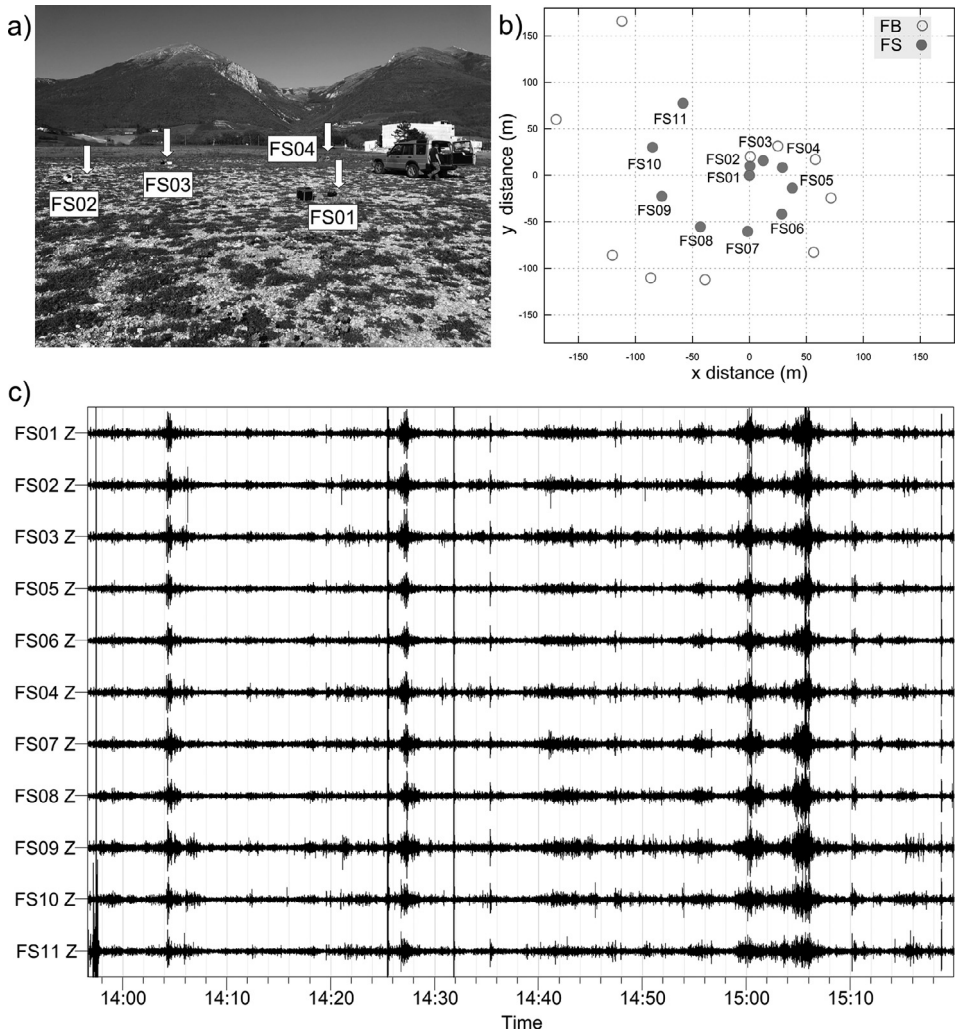 a)
FS04
FS03
FS02
FS01
b)
FB
FS
150
100
50
0
-50
-100
-150
y distance (m)
FS11
FS03
FS04
FS10
FS02
FS01
FS05
FS09
FS06
FS08
FS07
-150 -100 -50 0 50 100 150
x distance (m)
c)
FS01 Z
FS02 Z
FS03 Z
FS05 Z
FS06 Z
FS04 Z
FS07 Z
FS08 Z
FS09 Z
FS10 Z
FS11 Z
14:00 14:10 14:20 14:30 14:40 14:50 15:00 15:10
Time